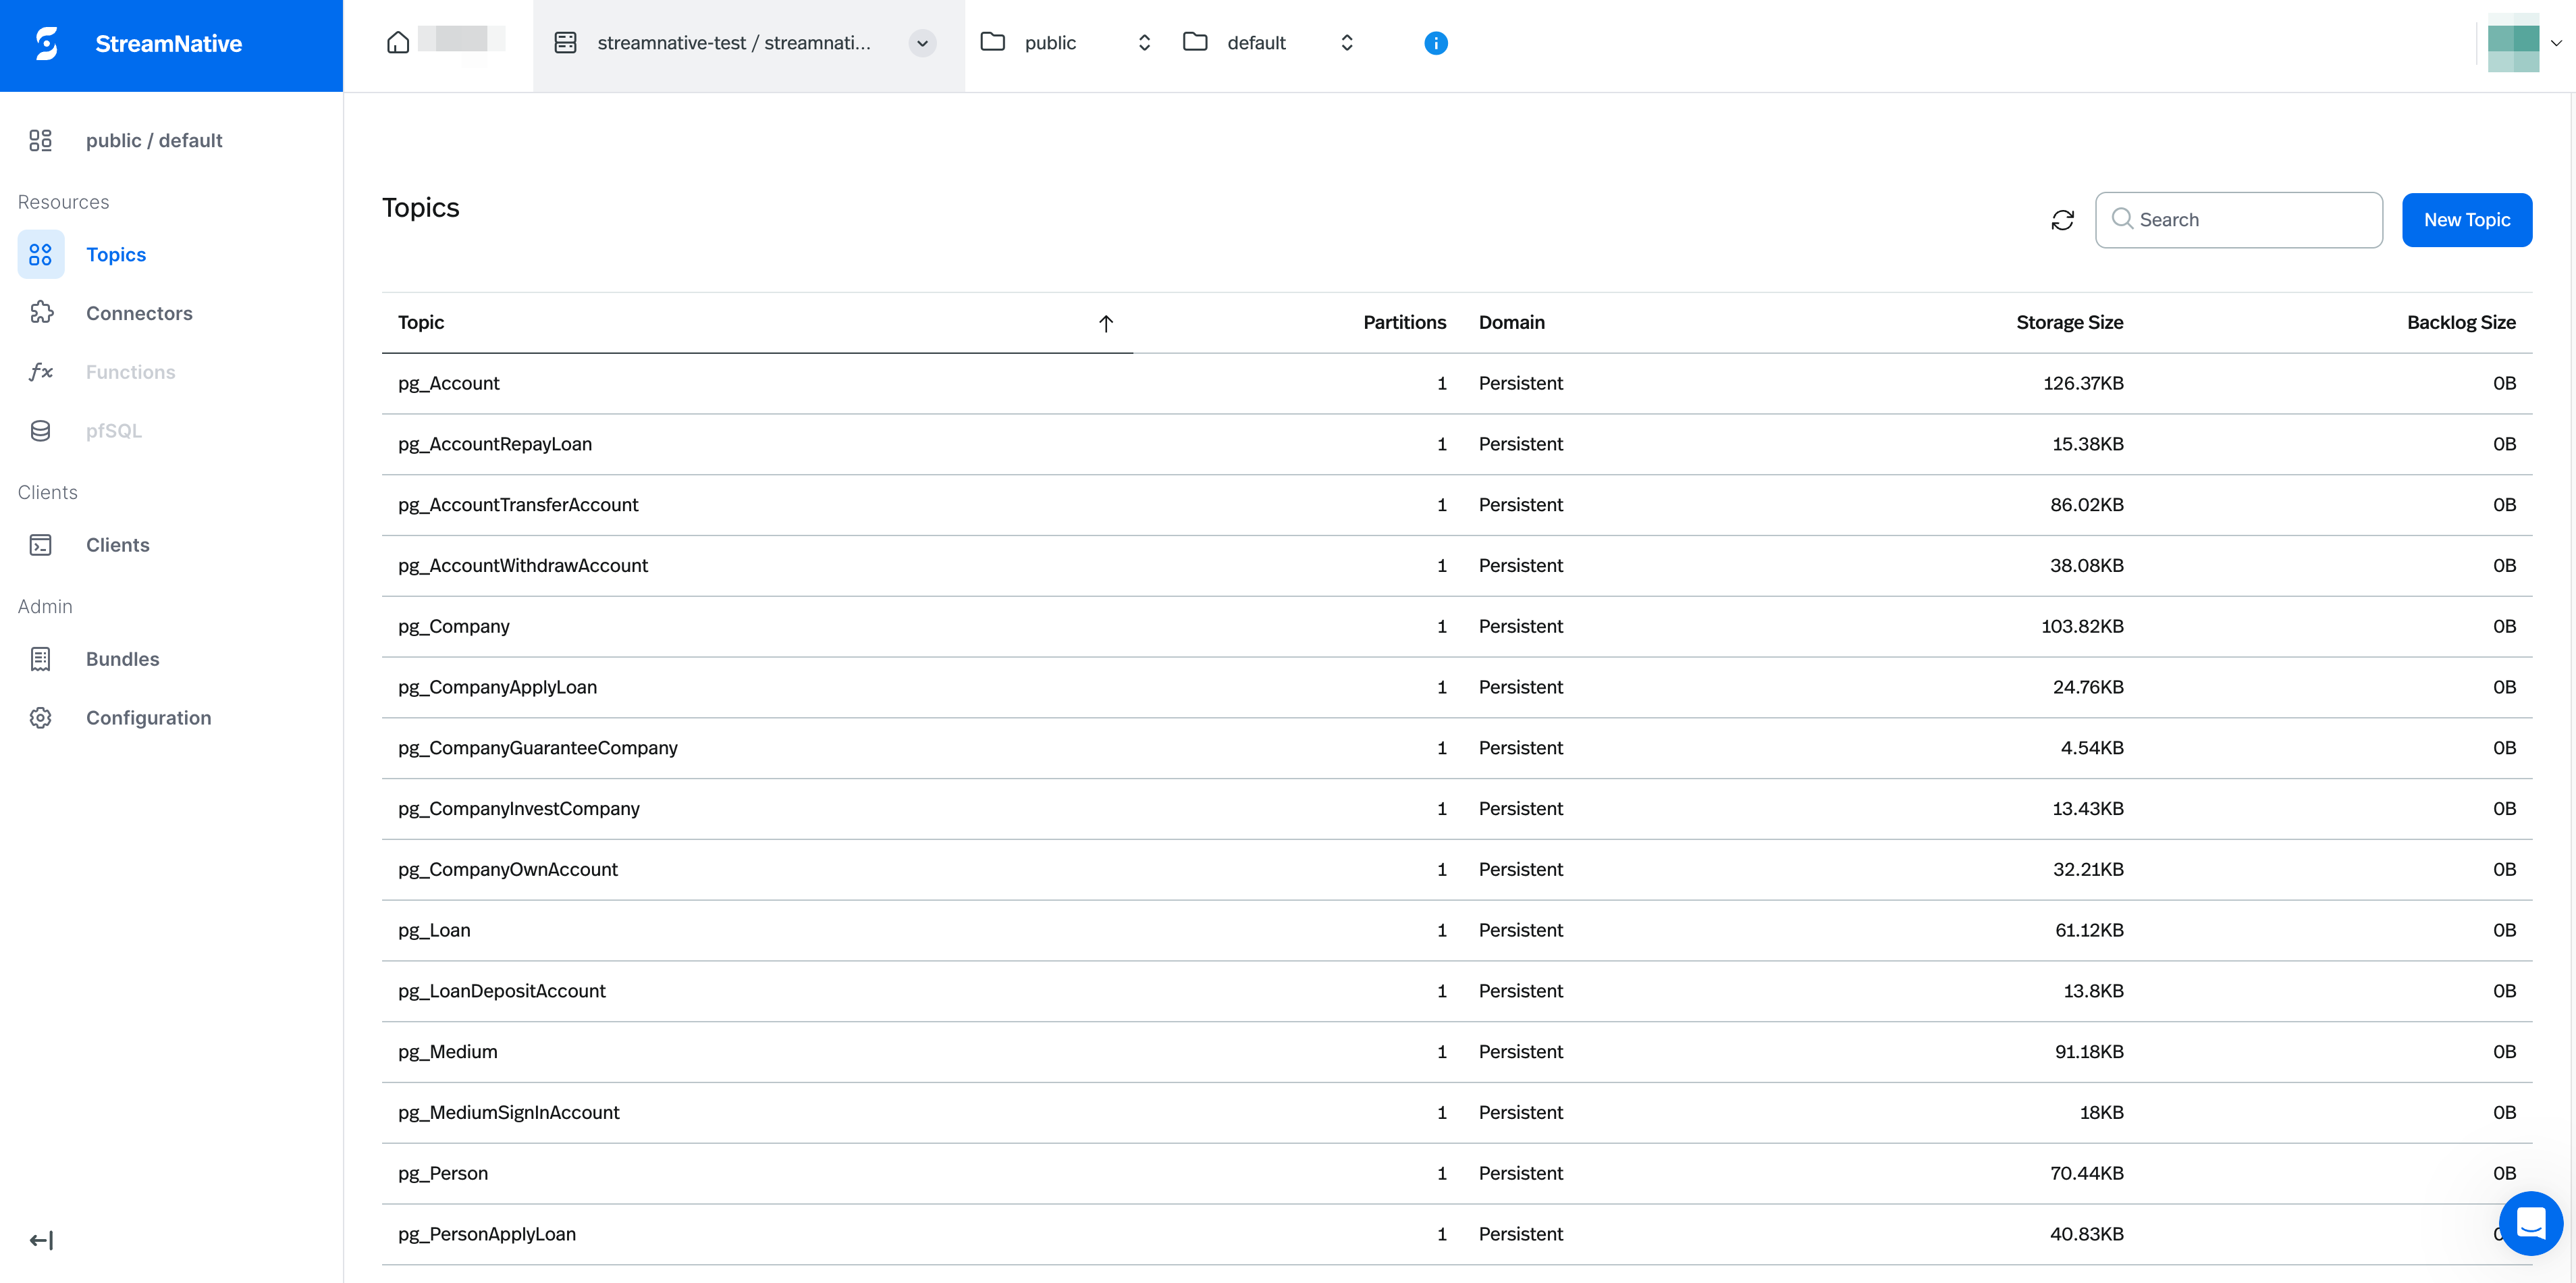 StreamNative
streamnative-test / streamnati...
public
default
public / default
Resources
Topics
Connectors
Functions
pfSQL
Clients
Clients
Admin
Bundles
Configuration
Topics
Search
New Topic
Topic Partitions Domain Storage Size Backlog Size
pg_Account 1 Persistent 126.37KB 0B
pg_AccountRepayLoan 1 Persistent 15.38KB 0B
pg_AccountTransferAccount 1 Persistent 86.02KB 0B
pg_AccountWithdrawAccount 1 Persistent 38.08KB 0B
pg_Company 1 Persistent 103.82KB 0B
pg_CompanyApplyLoan 1 Persistent 24.76KB 0B
pg_CompanyGuaranteeCompany 1 Persistent 4.54KB 0B
pg_CompanyInvestCompany 1 Persistent 13.43KB 0B
pg_CompanyOwnAccount 1 Persistent 32.21KB 0B
pg_Loan 1 Persistent 61.12KB 0B
pg_LoanDepositAccount 1 Persistent 13.8KB 0B
pg_Medium 1 Persistent 91.18KB 0B
pg_MediumSignInAccount 1 Persistent 18KB 0B
pg_Person 1 Persistent 70.44KB 0B
pg_PersonApplyLoan 1 Persistent 40.83KB